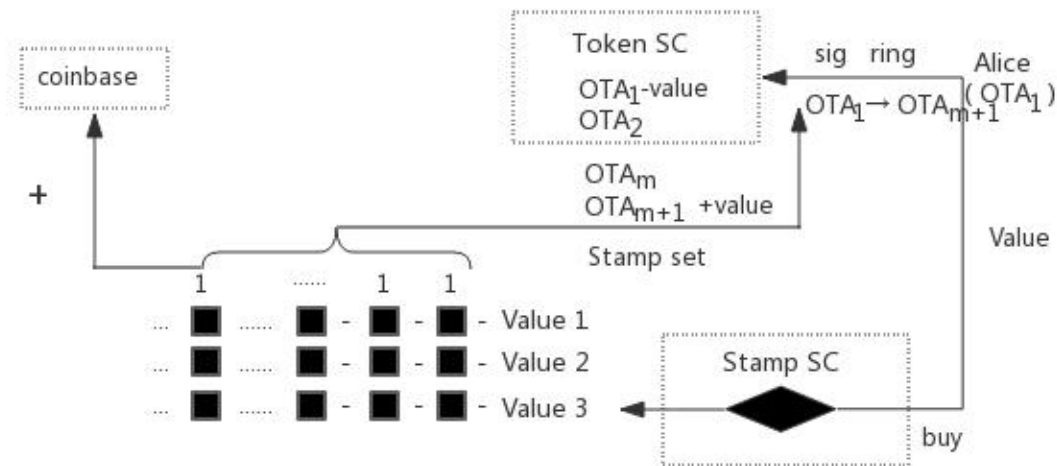 Token SC
sig ring
Alice
coinbase
OTA1-value
( OTA1 )
OTA1 → OTAm+1
OTA2
+
OTAm
OTAm+1 +value
Value
Stamp set
1 ...... 1 1
... ...... - - - Value 1
... ...... - - - Value 2
Stamp SC
... ...... - - - Value 3
buy